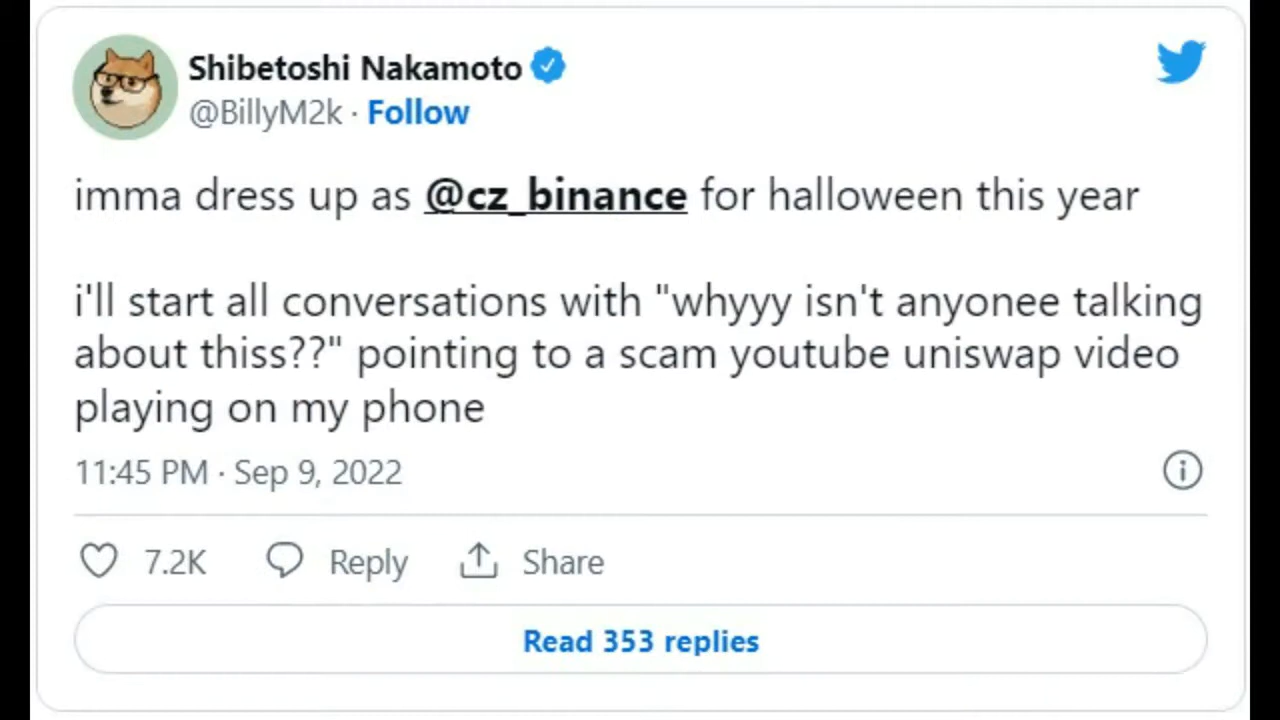 Shibetoshi Nakamoto
@BillyM2k · Follow
imma dress up as @cz_binance for halloween this year
i'll start all conversations with "whyyy isn't anyonee talking
about thiss??" pointing to a scam youtube uniswap video
playing on my phone
11:45 PM · Sep 9, 2022
7.2K Reply Share
Read 353 replies